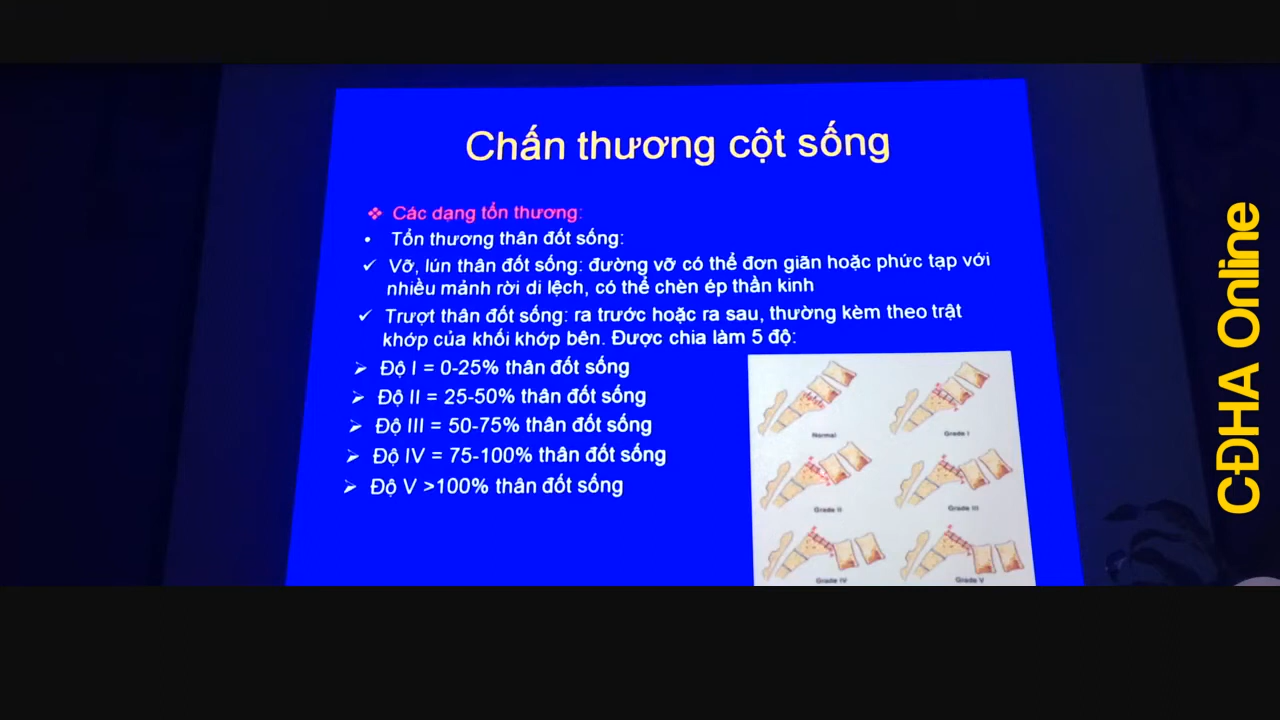 Chấn thương cột sống
❖ Các dạng tổn thương:
• Tổn thương thân đốt sống:
✓ Vỡ, lún thân đốt sống: đường vỡ có thể đơn giãn hoặc phức tạp với
nhiều mảnh rời di lệch, có thể chèn ép thần kinh
✓ Trượt thân đốt sống: ra trước hoặc ra sau, thường kèm theo trật
khớp của khối khớp bên. Được chia làm 5 độ:
➢ Độ I = 0-25% thân đốt sống
➢ Độ II = 25-50% thân đốt sống
➢ Độ III = 50-75% thân đốt sống
➢ Độ IV = 75-100% thân đốt sống
➢ Độ V >100% thân đốt sống
Normal
Grade I
Grade II
Grade III
Grade IV
Grade V
CĐHA Online